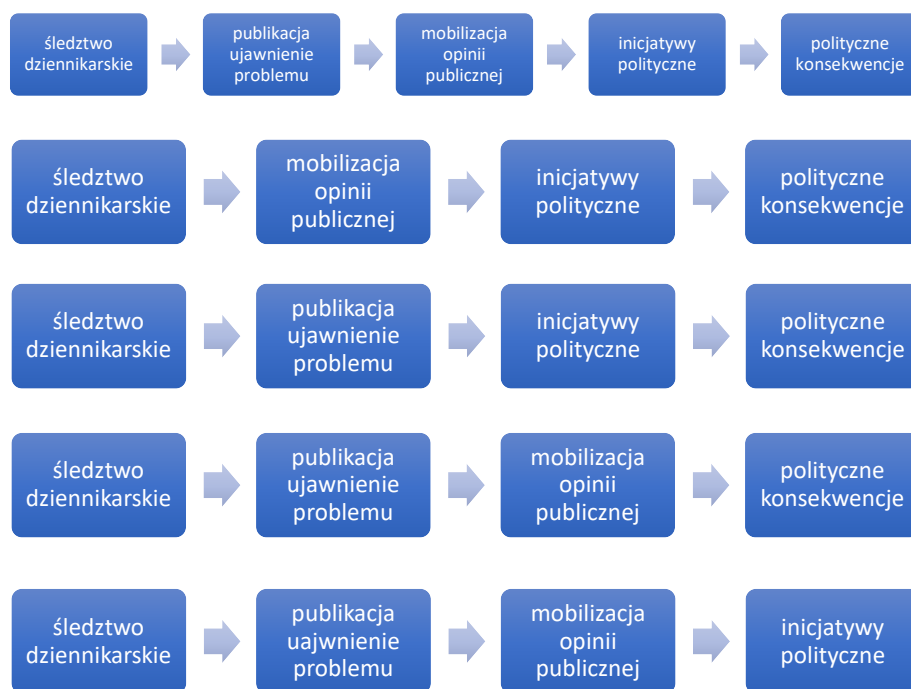 śledztwo
dziennikarskie
publikacja
ujawnienie
problemu
mobilizacja
opinii
publicznej
inicjatywy
polityczne
polityczne
konsekwencje
śledztwo
dziennikarskie
mobilizacja
opinii
publicznej
inicjatywy
polityczne
polityczne
konsekwencje
śledztwo
dziennikarskie
publikacja
ujawnienie
problemu
inicjatywy
polityczne
polityczne
konsekwencje
śledztwo
dziennikarskie
publikacja
ujawnienie
problemu
mobilizacja
opinii
publicznej
polityczne
konsekwencje
śledztwo
dziennikarskie
publikacja
uajwnienie
problemu
mobilizacja
opinii
publicznej
inicjatywy
polityczne